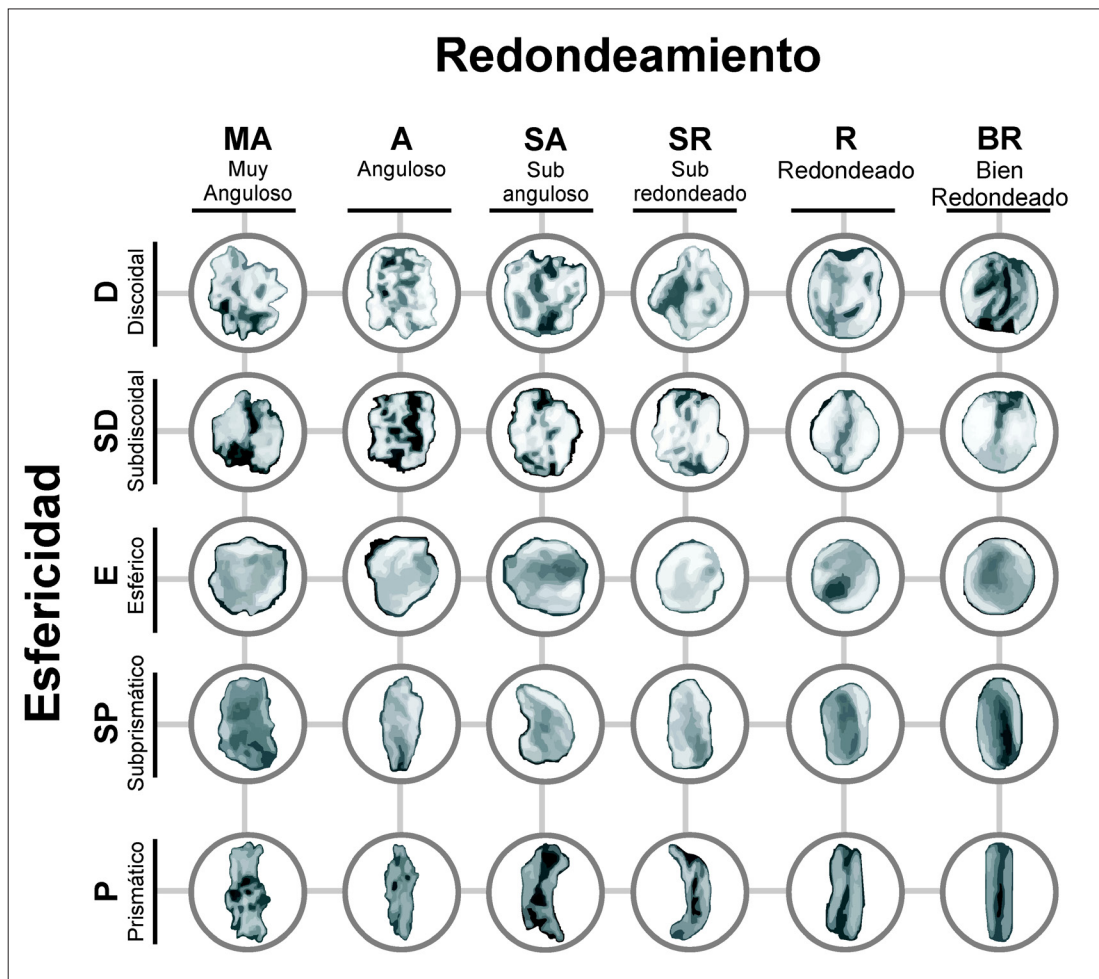 Redondeamiento
MA
Muy
Anguloso
A
Anguloso
SA
Sub
anguloso
SR
Sub
redondeado
R
Redondeado
BR
Bien
Redondeado
Esfericidad
D
Discoidal
SD
Subdiscoidal
E
Esférico
SP
Subprismático
P
Prismático